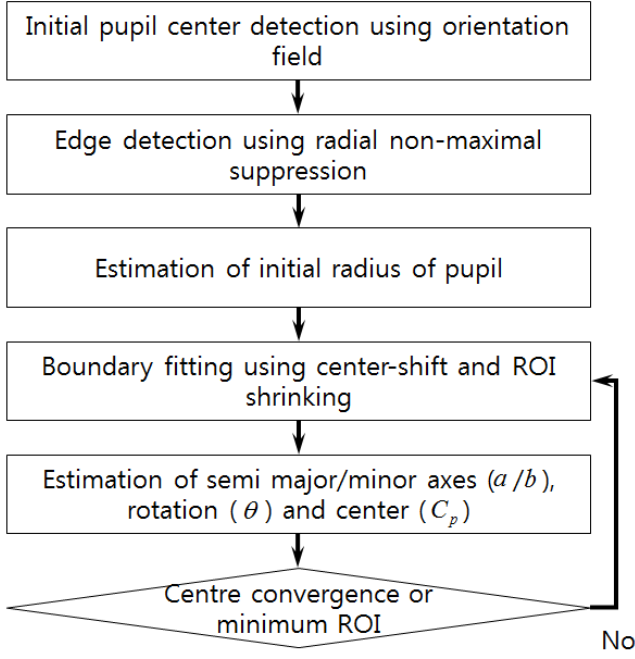 Initial pupil center detection using orientation
field
Edge detection using radial non-maximal
suppression
Estimation of initial radius of pupil
Boundary fitting using center-shift and ROI
shrinking
Estimation of semi major/minor axes (a/b),
rotation (θ) and center (C_p)
Centre convergence or
minimum ROI
No